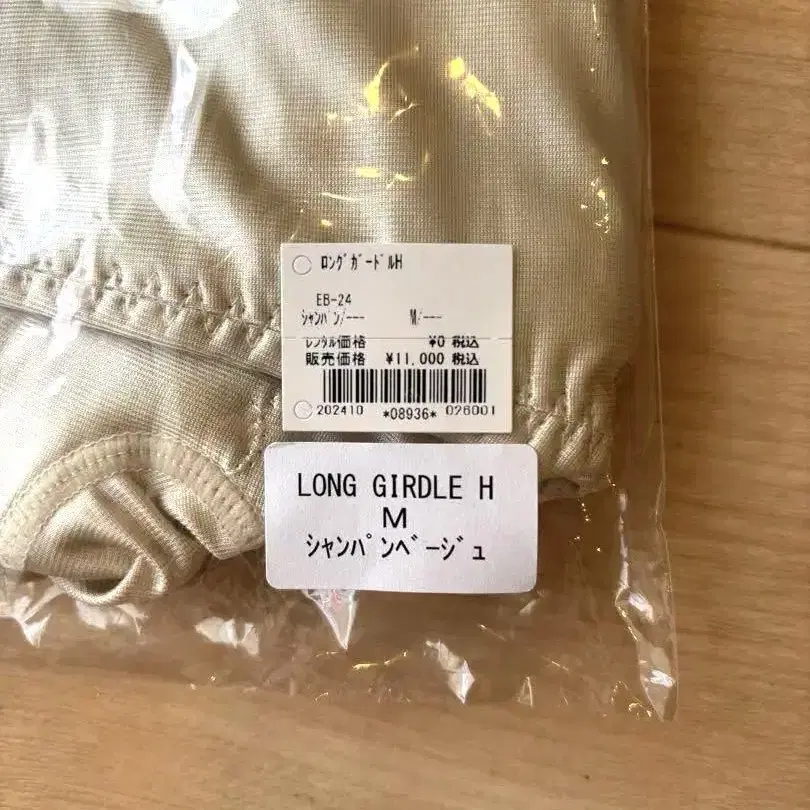 ﾛﾝｸﾞｶﾞｰﾄﾞﾙH
EB-24
ｼｬﾝﾊﾟﾝ/--- M/---
ﾚﾝﾀﾙ価格 ¥0 税込
販売価格 ¥11,000 税込
202410 *08936* 026001
LONG GIRDLE H
M
ｼｬﾝﾊﾟﾝﾍﾞｰｼﾞｭ